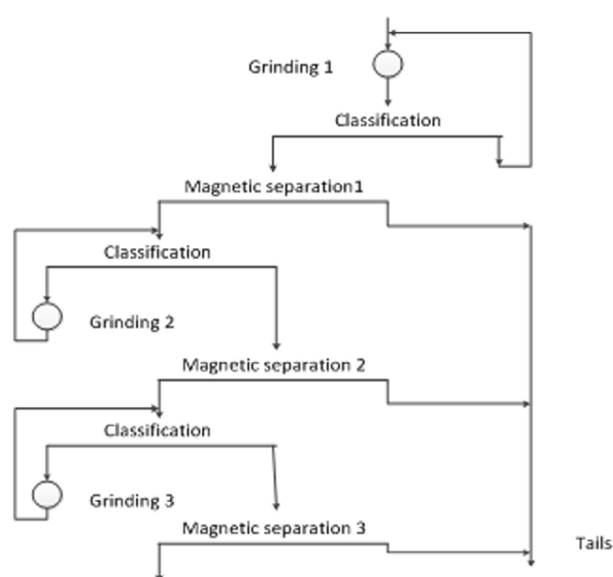 Grinding 1
Classification
Magnetic separation1
Classification
Grinding 2
Magnetic separation 2
Classification
Grinding 3
Magnetic separation 3
Tails